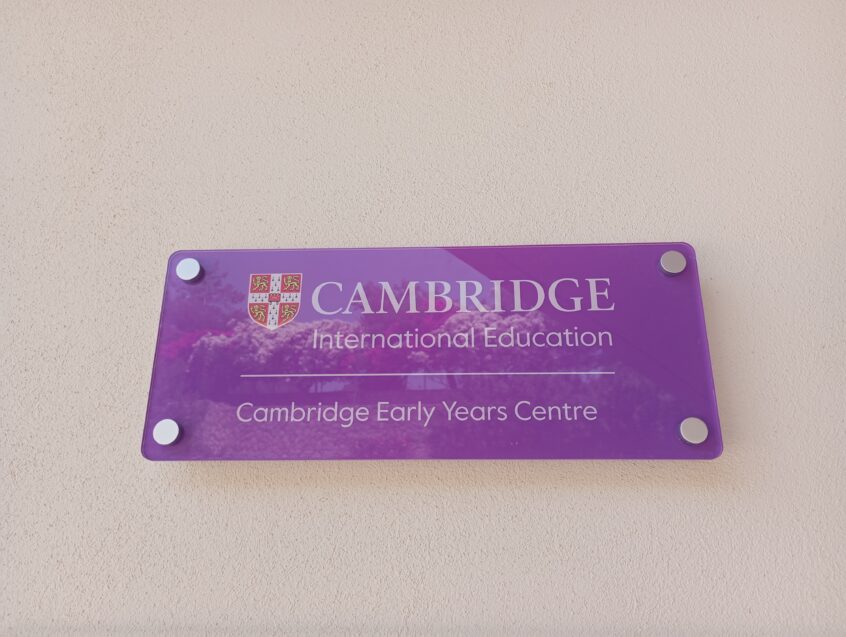 CAMBRIDGE
International Education
Cambridge Early Years Centre